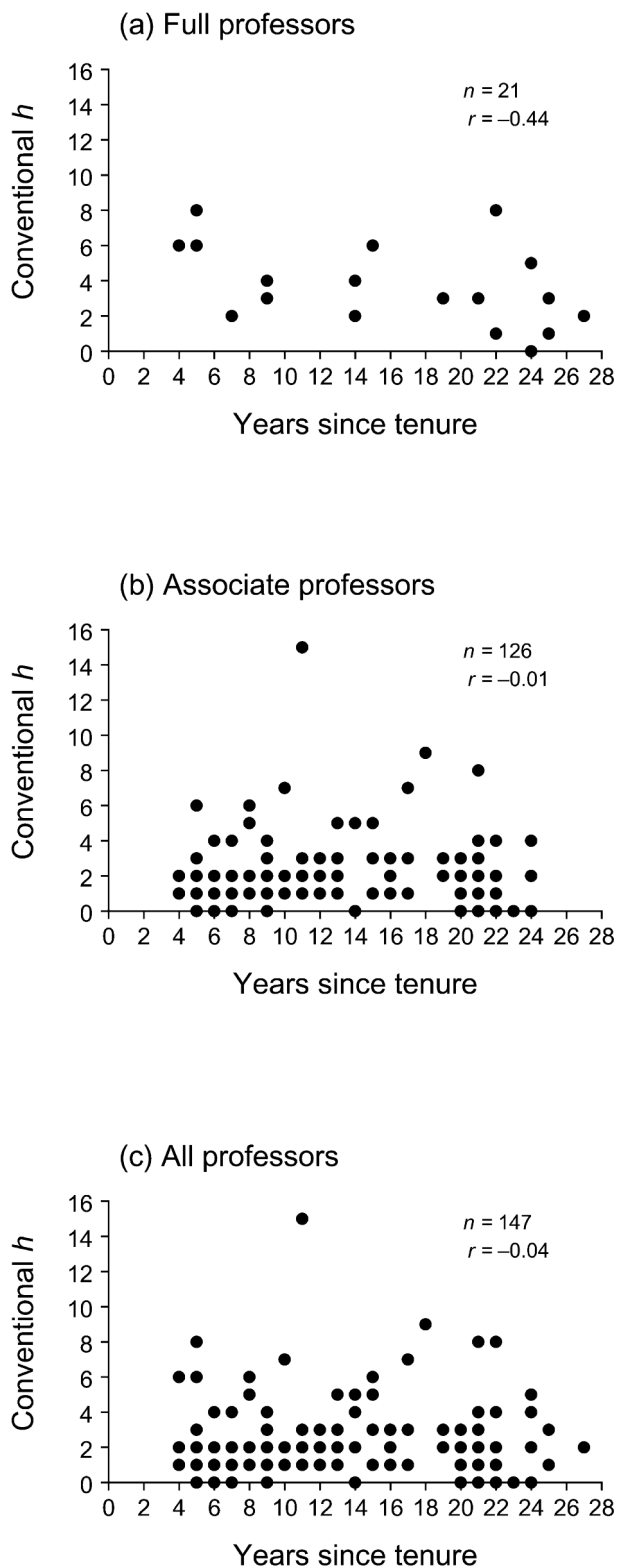 (a) Full professors
n = 21
r = –0.44
Conventional h
16
14
12
10
8
6
4
2
0
0 2 4 6 8 10 12 14 16 18 20 22 24 26 28
Years since tenure
(b) Associate professors
n = 126
r = –0.01
Conventional h
16
14
12
10
8
6
4
2
0
0 2 4 6 8 10 12 14 16 18 20 22 24 26 28
Years since tenure
(c) All professors
n = 147
r = –0.04
Conventional h
16
14
12
10
8
6
4
2
0
0 2 4 6 8 10 12 14 16 18 20 22 24 26 28
Years since tenure